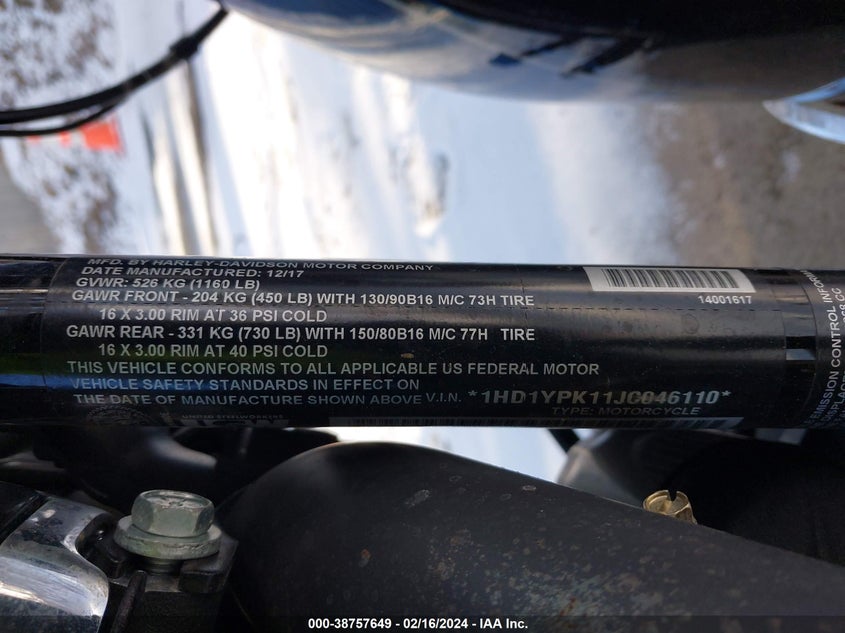 MFD. BY HARLEY-DAVIDSON MOTOR COMPANY
DATE MANUFACTURED: 12/17
GVWR: 526 KG (1160 LB)
GAWR FRONT - 204 KG (450 LB) WITH 130/90B16 M/C 73H TIRE
16 X 3.00 RIM AT 36 PSI COLD
GAWR REAR - 331 KG (730 LB) WITH 150/80B16 M/C 77H TIRE
16 X 3.00 RIM AT 40 PSI COLD
THIS VEHICLE CONFORMS TO ALL APPLICABLE US FEDERAL MOTOR
VEHICLE SAFETY STANDARDS IN EFFECT ON
THE DATE OF MANUFACTURE SHOWN ABOVE V.I.N. *1HD1YPK11JC046110*
TYPE: MOTORCYCLE
UNITED STEELWORKERS
14001617
EMISSION CONTROL
000-38757649 - 02/16/2024 - IAA Inc.